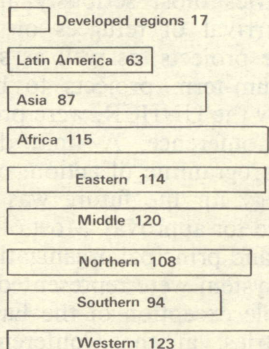 Developed regions 17
Latin America 63
Asia 87
Africa 115
Eastern 114
Middle 120
Northern 108
Southern 94
Western 123